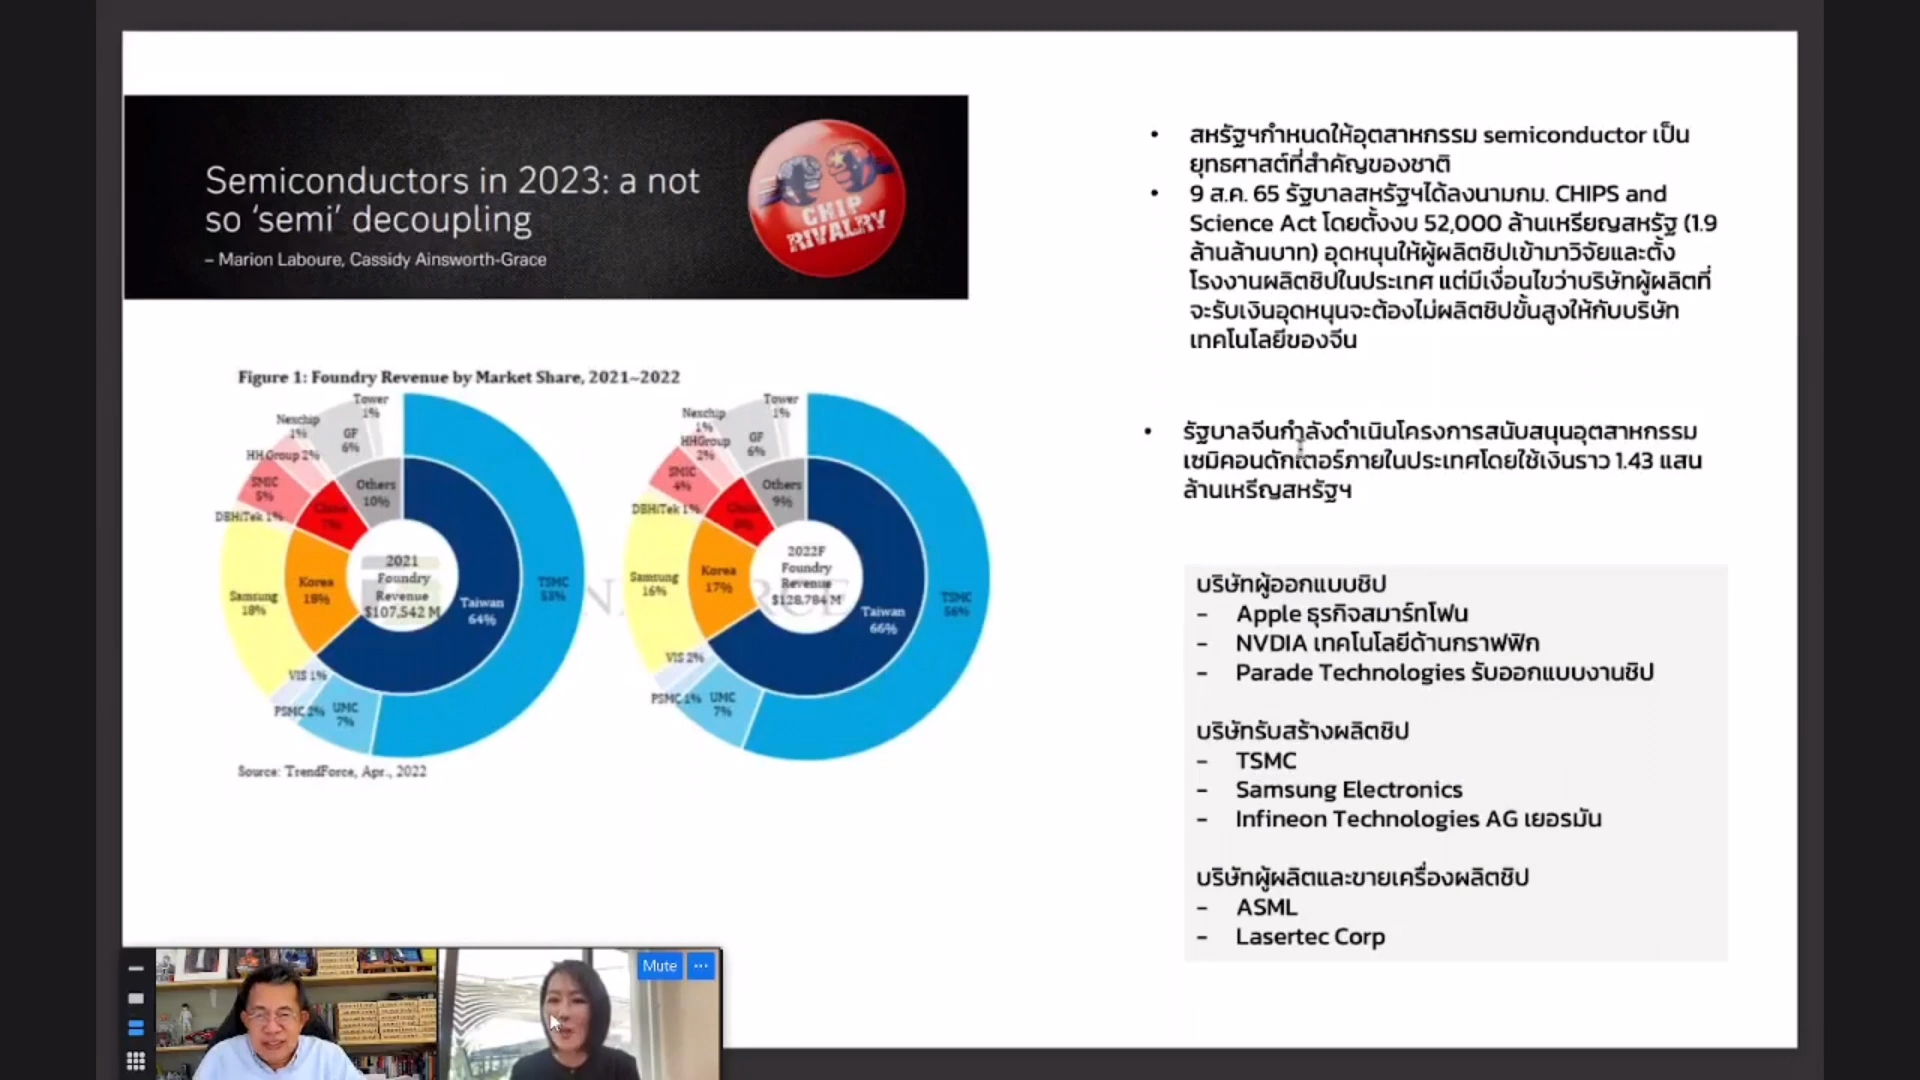 Semiconductors in 2023: a not
so ‘semi’ decoupling
– Marion Laboure, Cassidy Ainsworth-Grace
CHIP
RIVALRY
Figure 1: Foundry Revenue by Market Share, 2021~2022
Tower
1%
Nexchip
1%
GF
6%
HH Group 2%
SMIC
5%
Others
10%
DBHiTek 1%
China
7%
Samsung
18%
Korea
18%
2021
Foundry
Revenue
$107,542 M
Taiwan
64%
TSMC
53%
VIS 1%
PSMC 2%
UMC
7%
Tower
1%
Nexchip
1%
GF
6%
HHGroup
2%
SMIC
4%
Others
9%
DBHiTek 1%
China
Samsung
16%
Korea
17%
2022F
Foundry
Revenue
$128,784 M
Taiwan
66%
TSMC
56%
VIS 2%
PSMC 1%
UMC
7%
Source: TrendForce, Apr., 2022
• สหรัฐฯกำหนดให้อุตสาหกรรม semiconductor เป็น
ยุทธศาสต์ที่สำคัญของชาติ
• 9 ส.ค. 65 รัฐบาลสหรัฐฯได้ลงนามกม. CHIPS and
Science Act โดยตั้งงบ 52,000 ล้านเหรียญสหรัฐ (1.9
ล้านล้านบาท) อุดหนุนให้ผู้ผลิตชิปเข้ามาวิจัยและตั้ง
โรงงานผลิตชิปในประเทศ แต่มีเงื่อนไขว่าบริษัทผู้ผลิตที่
จะรับเงินอุดหนุนจะต้องไม่ผลิตชิปขั้นสูงให้กับบริษัท
เทคโนโลยีของจีน
• รัฐบาลจีนกำลังดำเนินโครงการสนับสนุนอุตสาหกรรม
เซมิคอนดักเตอร์ภายในประเทศโดยใช้เงินราว 1.43 แสน
ล้านเหรีญสหรัฐฯ
บริษัทผู้ออกแบบชิป
- Apple ธุรกิจสมาร์ทโฟน
- NVDIA เทคโนโลยีด้านกราฟฟิก
- Parade Technologies รับออกแบบงานชิป
บริษัทรับสร้างผลิตชิป
- TSMC
- Samsung Electronics
- Infineon Technologies AG เยอรมัน
บริษัทผู้ผลิตและขายเครื่องผลิตชิป
- ASML
- Lasertec Corp
Mute